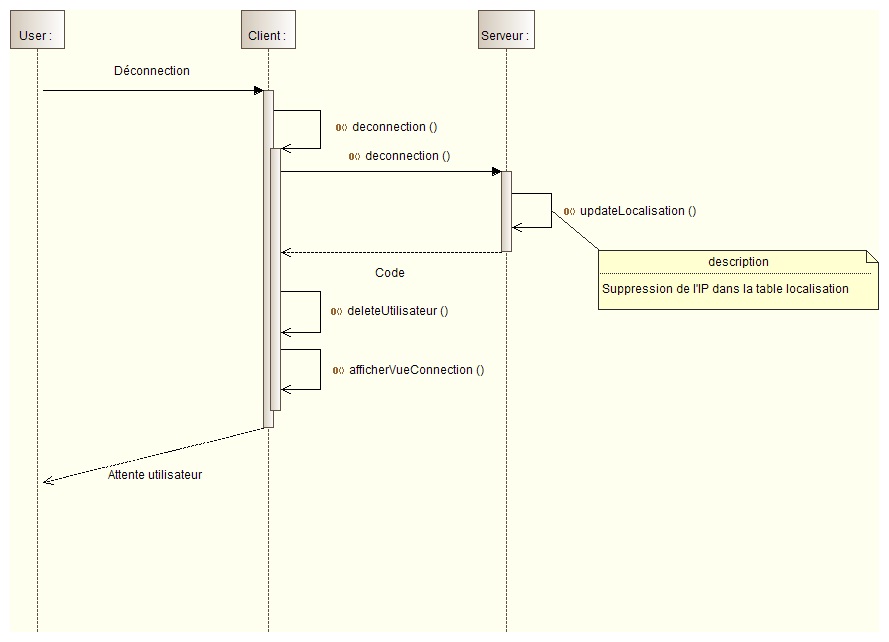 User :
Client :
Serveur :
Déconnection
deconnection ()
deconnection ()
updateLocalisation ()
description
Suppression de l'IP dans la table localisation
Code
deleteUtilisateur ()
afficherVueConnection ()
Attente utilisateur